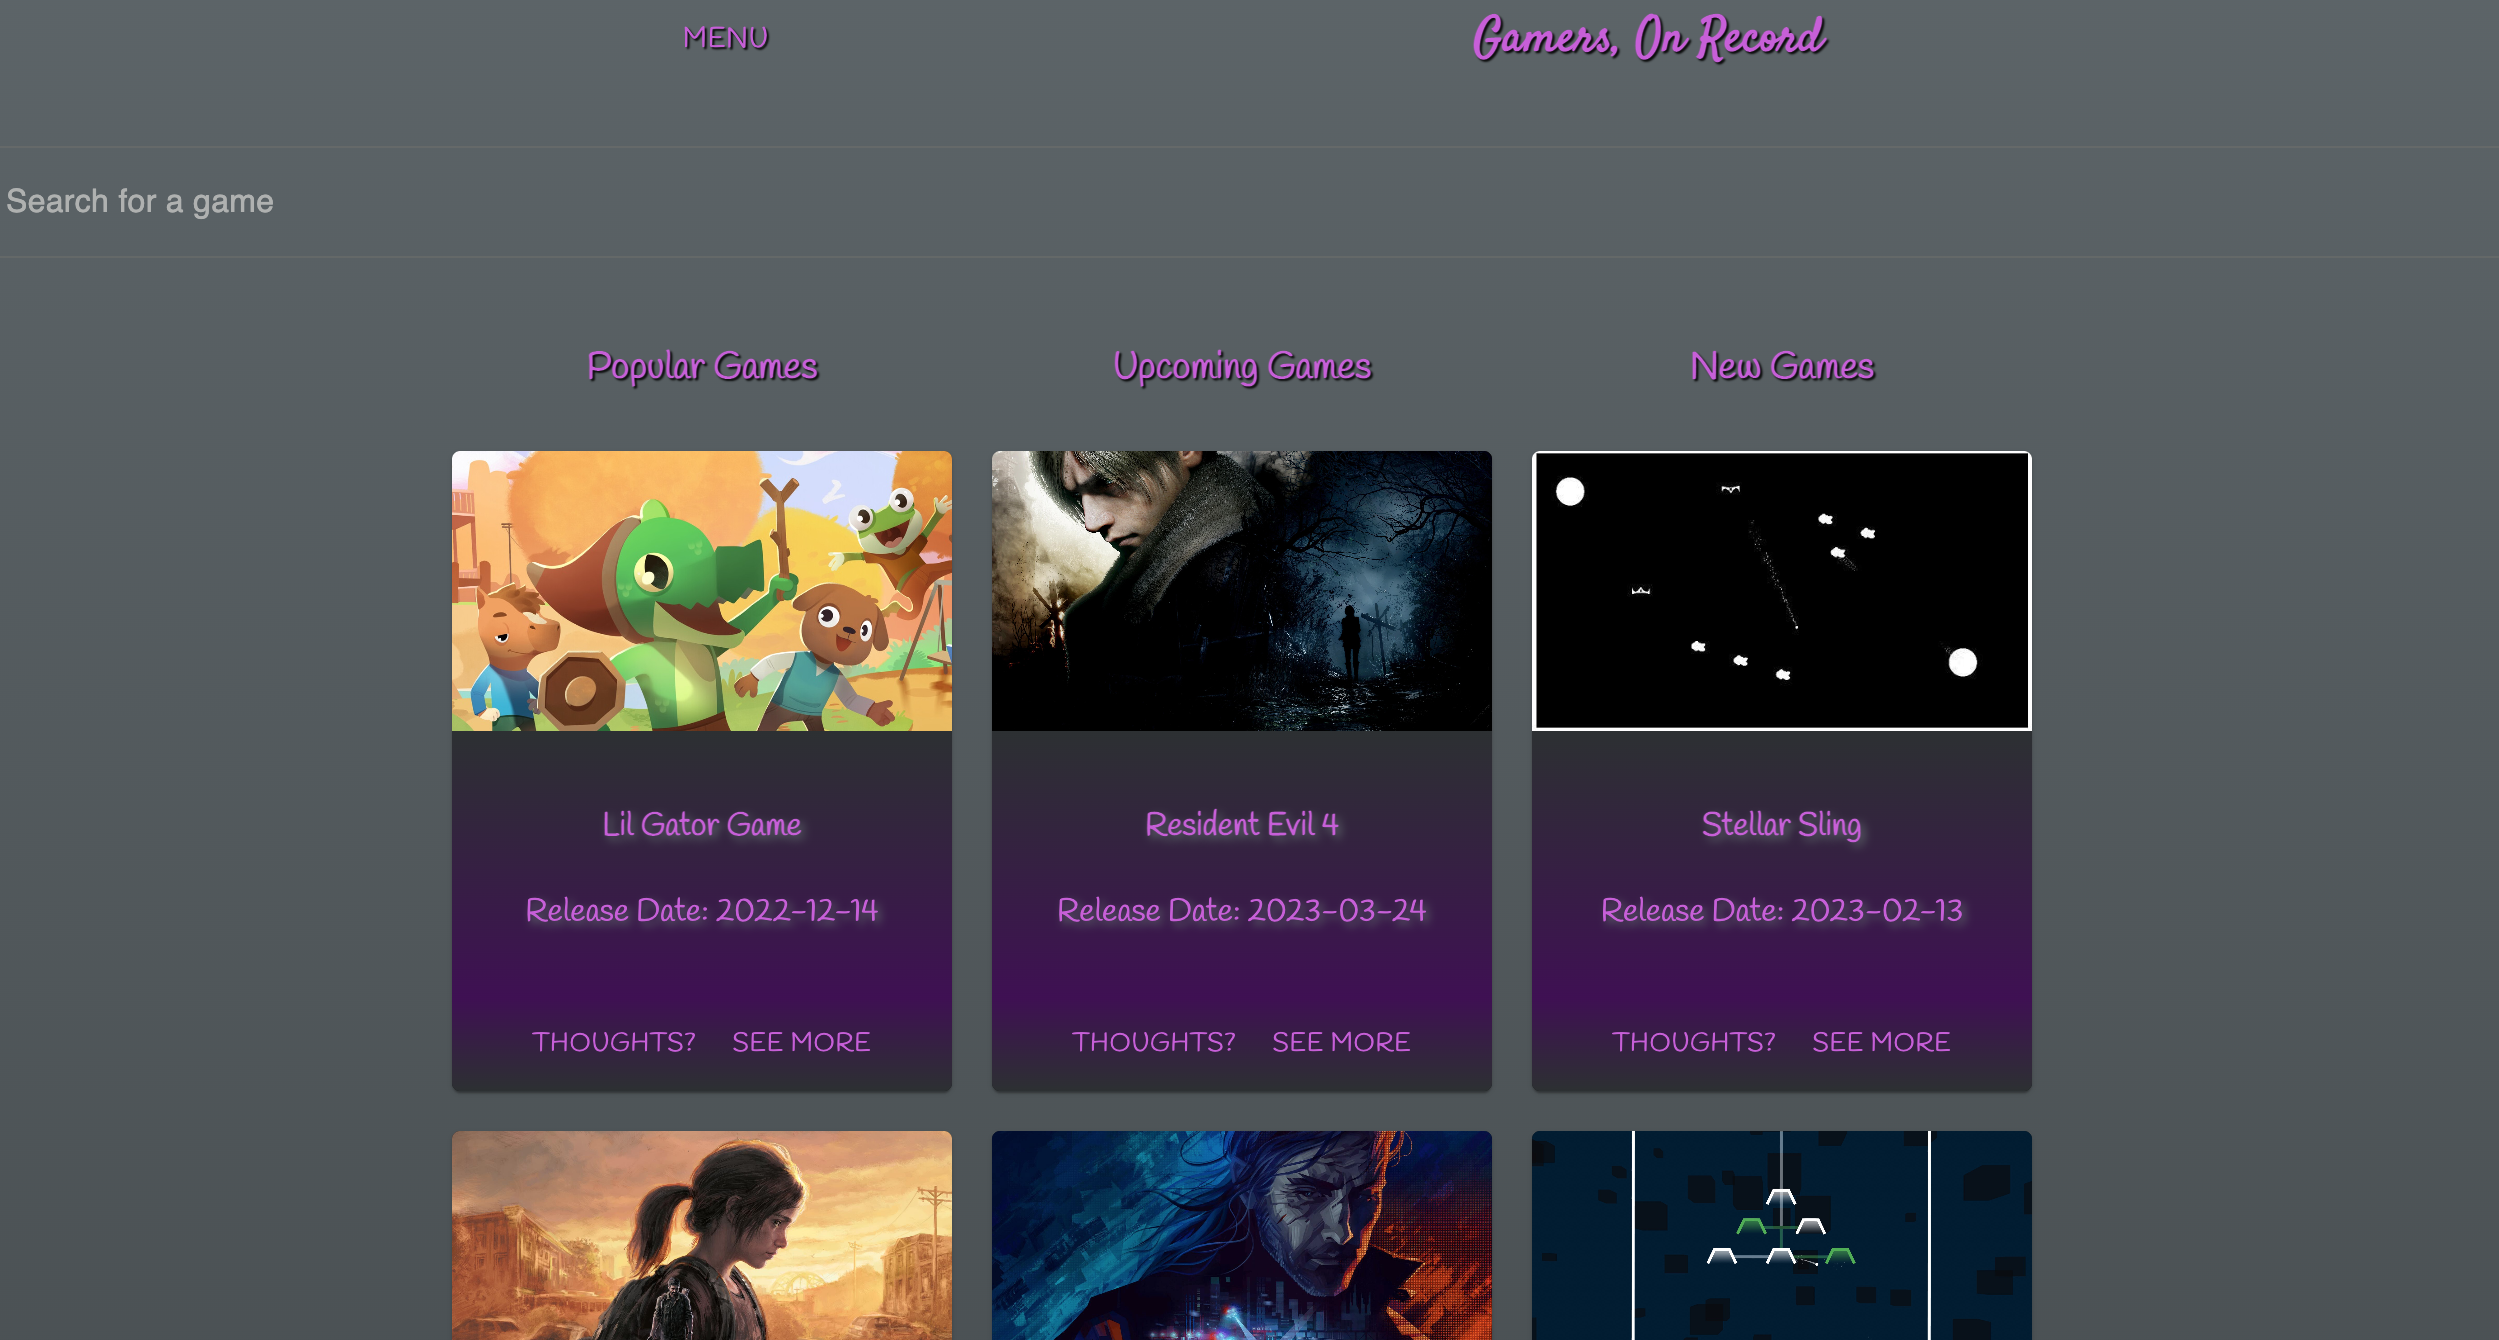 MENU
Gamers, On Record
Search for a game
Popular Games
Upcoming Games
New Games
Lil Gator Game
Release Date: 2022-12-14
THOUGHTS? SEE MORE
Resident Evil 4
Release Date: 2023-03-24
THOUGHTS? SEE MORE
Stellar Sling
Release Date: 2023-02-13
THOUGHTS? SEE MORE